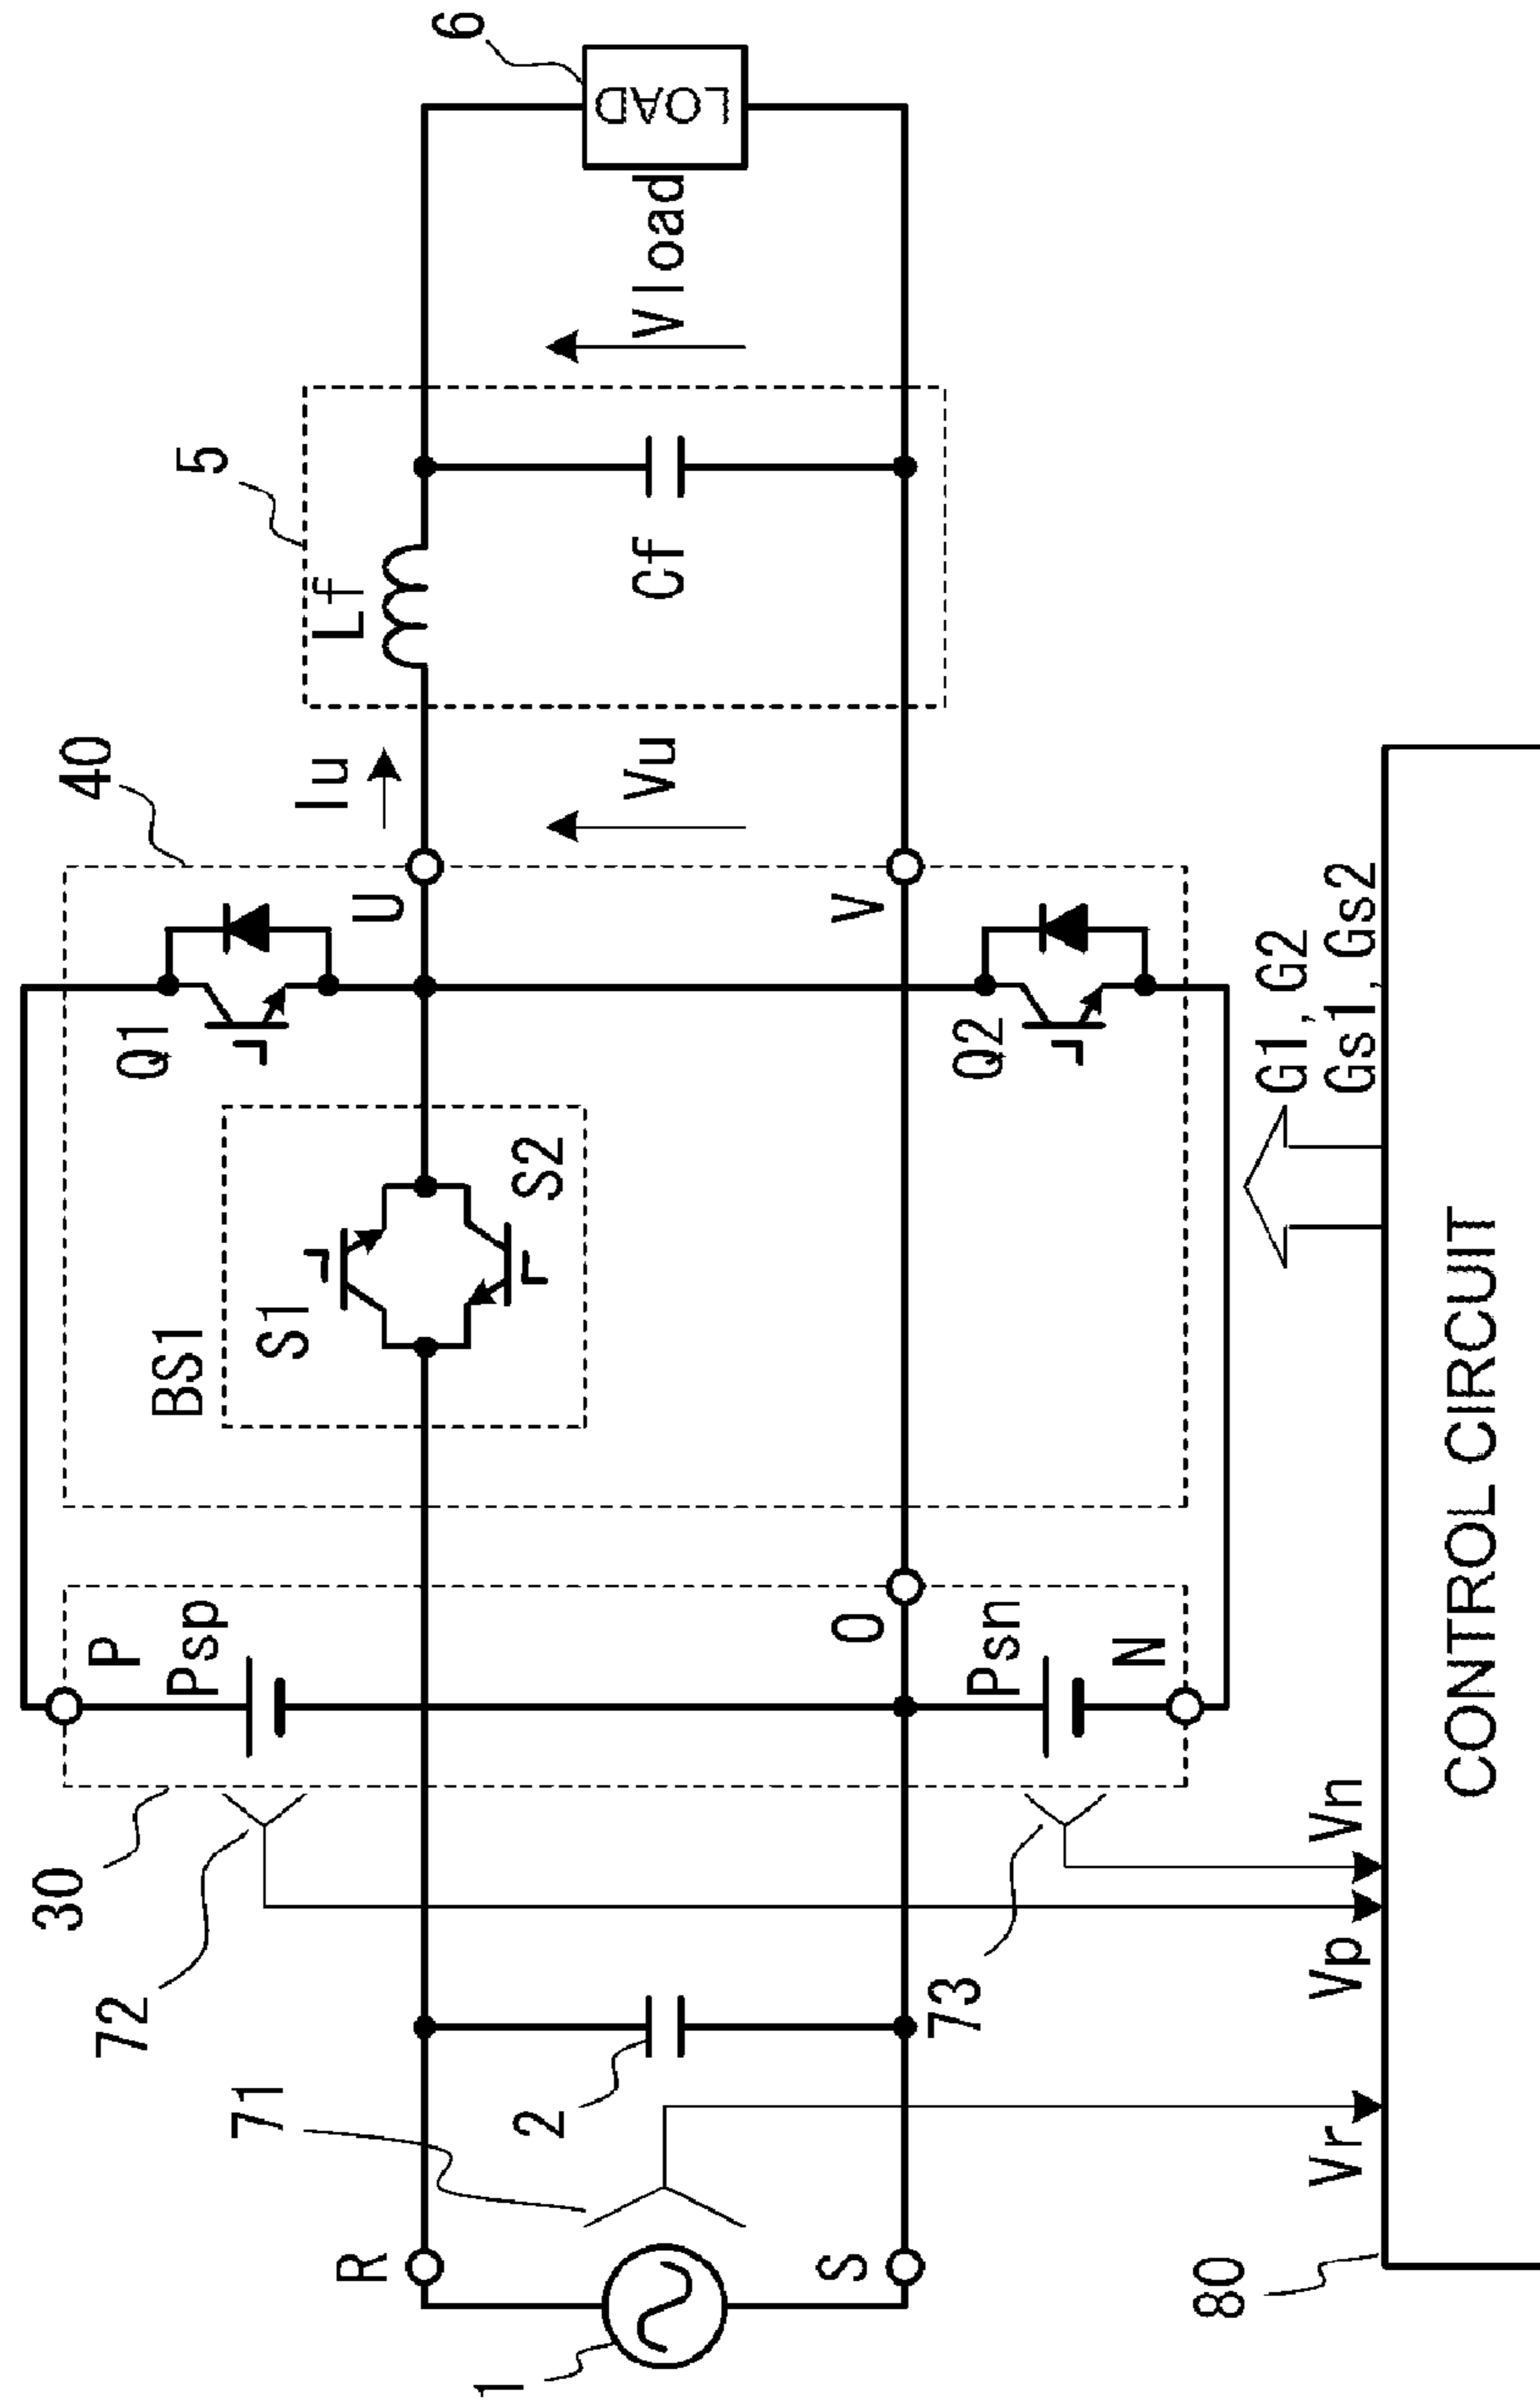 1
R
S
71
Vr
80
2
72
73
Vp
Vn
30
P
Psp
O
Psn
N
CONTROL CIRCUIT
BS1
S1
S2
40
Q1
Q2
U
V
G1, G2
Gs1, Gs2
Iu
Vu
5
Lf
Cf
Vload
6
LOAD